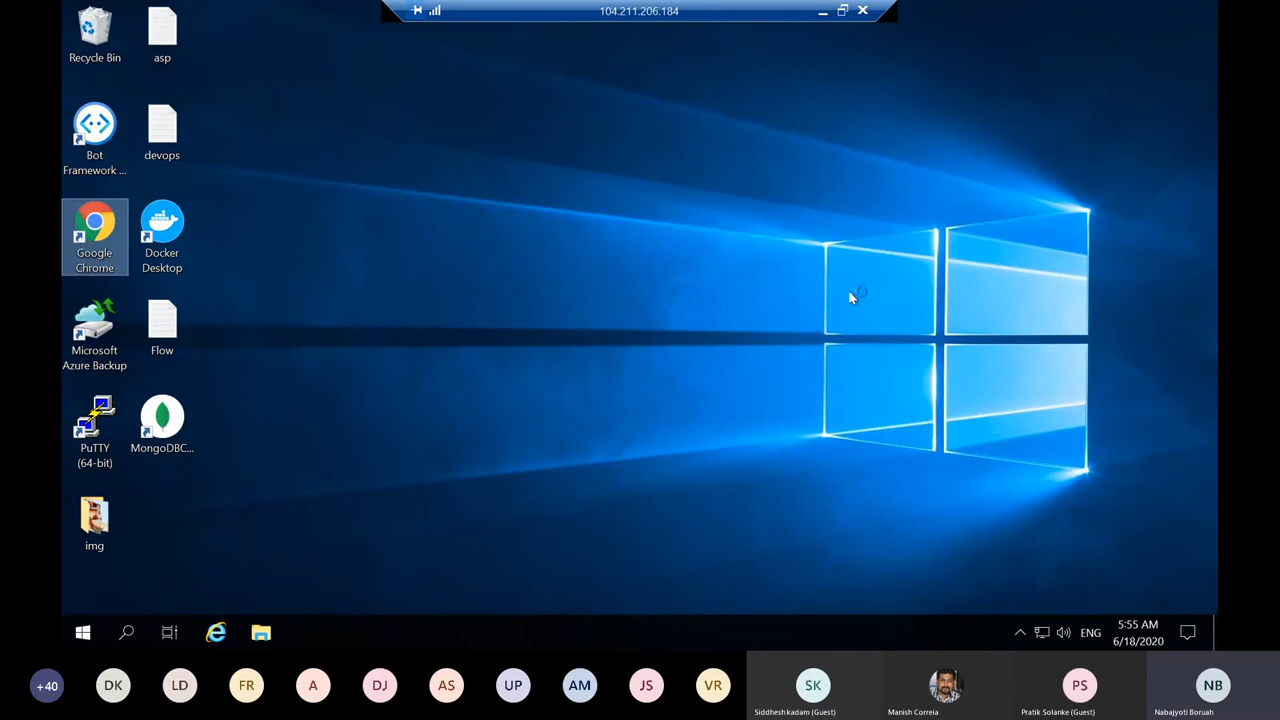 104.211.206.184
Recycle Bin
asp
Bot
Framework ...
devops
Google
Chrome
Docker
Desktop
Microsoft
Azure Backup
Flow
PuTTY
(64-bit)
MongoDBC...
img
ENG
5:55 AM
6/18/2020
+40
DK
LD
FR
A
DJ
AS
UP
AM
JS
VR
SK
Siddhesh kadam (Guest)
Manish Correia
PS
Pratik Solanke (Guest)
NB
Nabajyoti Boruah